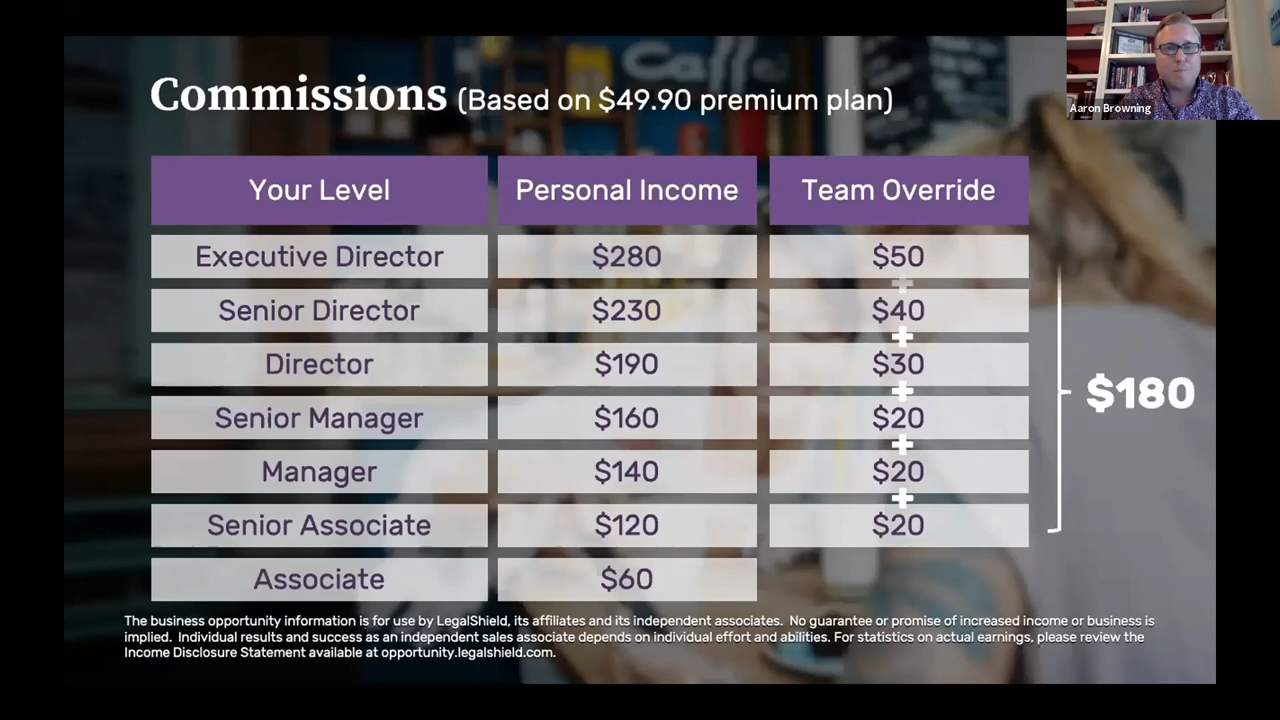 Commissions (Based on $49.90 premium plan)
Aaron Browning
Your Level Personal Income Team Override
Executive Director $280 $50
+
Senior Director $230 $40
+
Director $190 $30
+
$180
Senior Manager $160 $20
+
Manager $140 $20
+
Senior Associate $120 $20
Associate $60
The business opportunity information is for use by LegalShield, its affiliates and its independent associates. No guarantee or promise of increased income or business is
implied. Individual results and success as an independent sales associate depends on individual effort and abilities. For statistics on actual earnings, please review the
Income Disclosure Statement available at opportunity.legalshield.com.